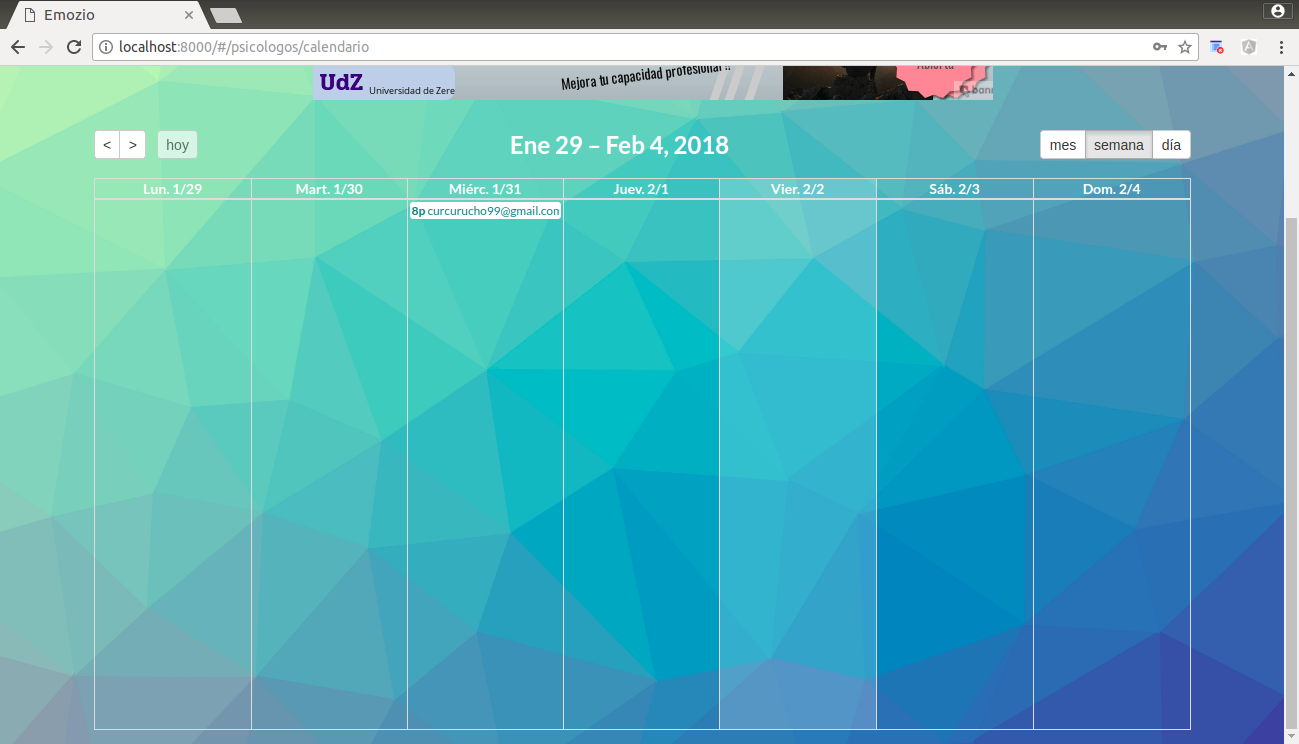 Emozio
localhost:8000/#/psicologos/calendario
UdZ Universidad de Zere
Mejora tu capacidad profesional !!
Abierta
ban
< > hoy
Ene 29 – Feb 4, 2018
mes semana día
Lun. 1/29 Mart. 1/30 Miérc. 1/31 Juev. 2/1 Vier. 2/2 Sáb. 2/3 Dom. 2/4
8p curcurucho99@gmail.con